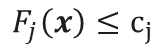 Fⱼ(𝒙) ≤ cⱼ